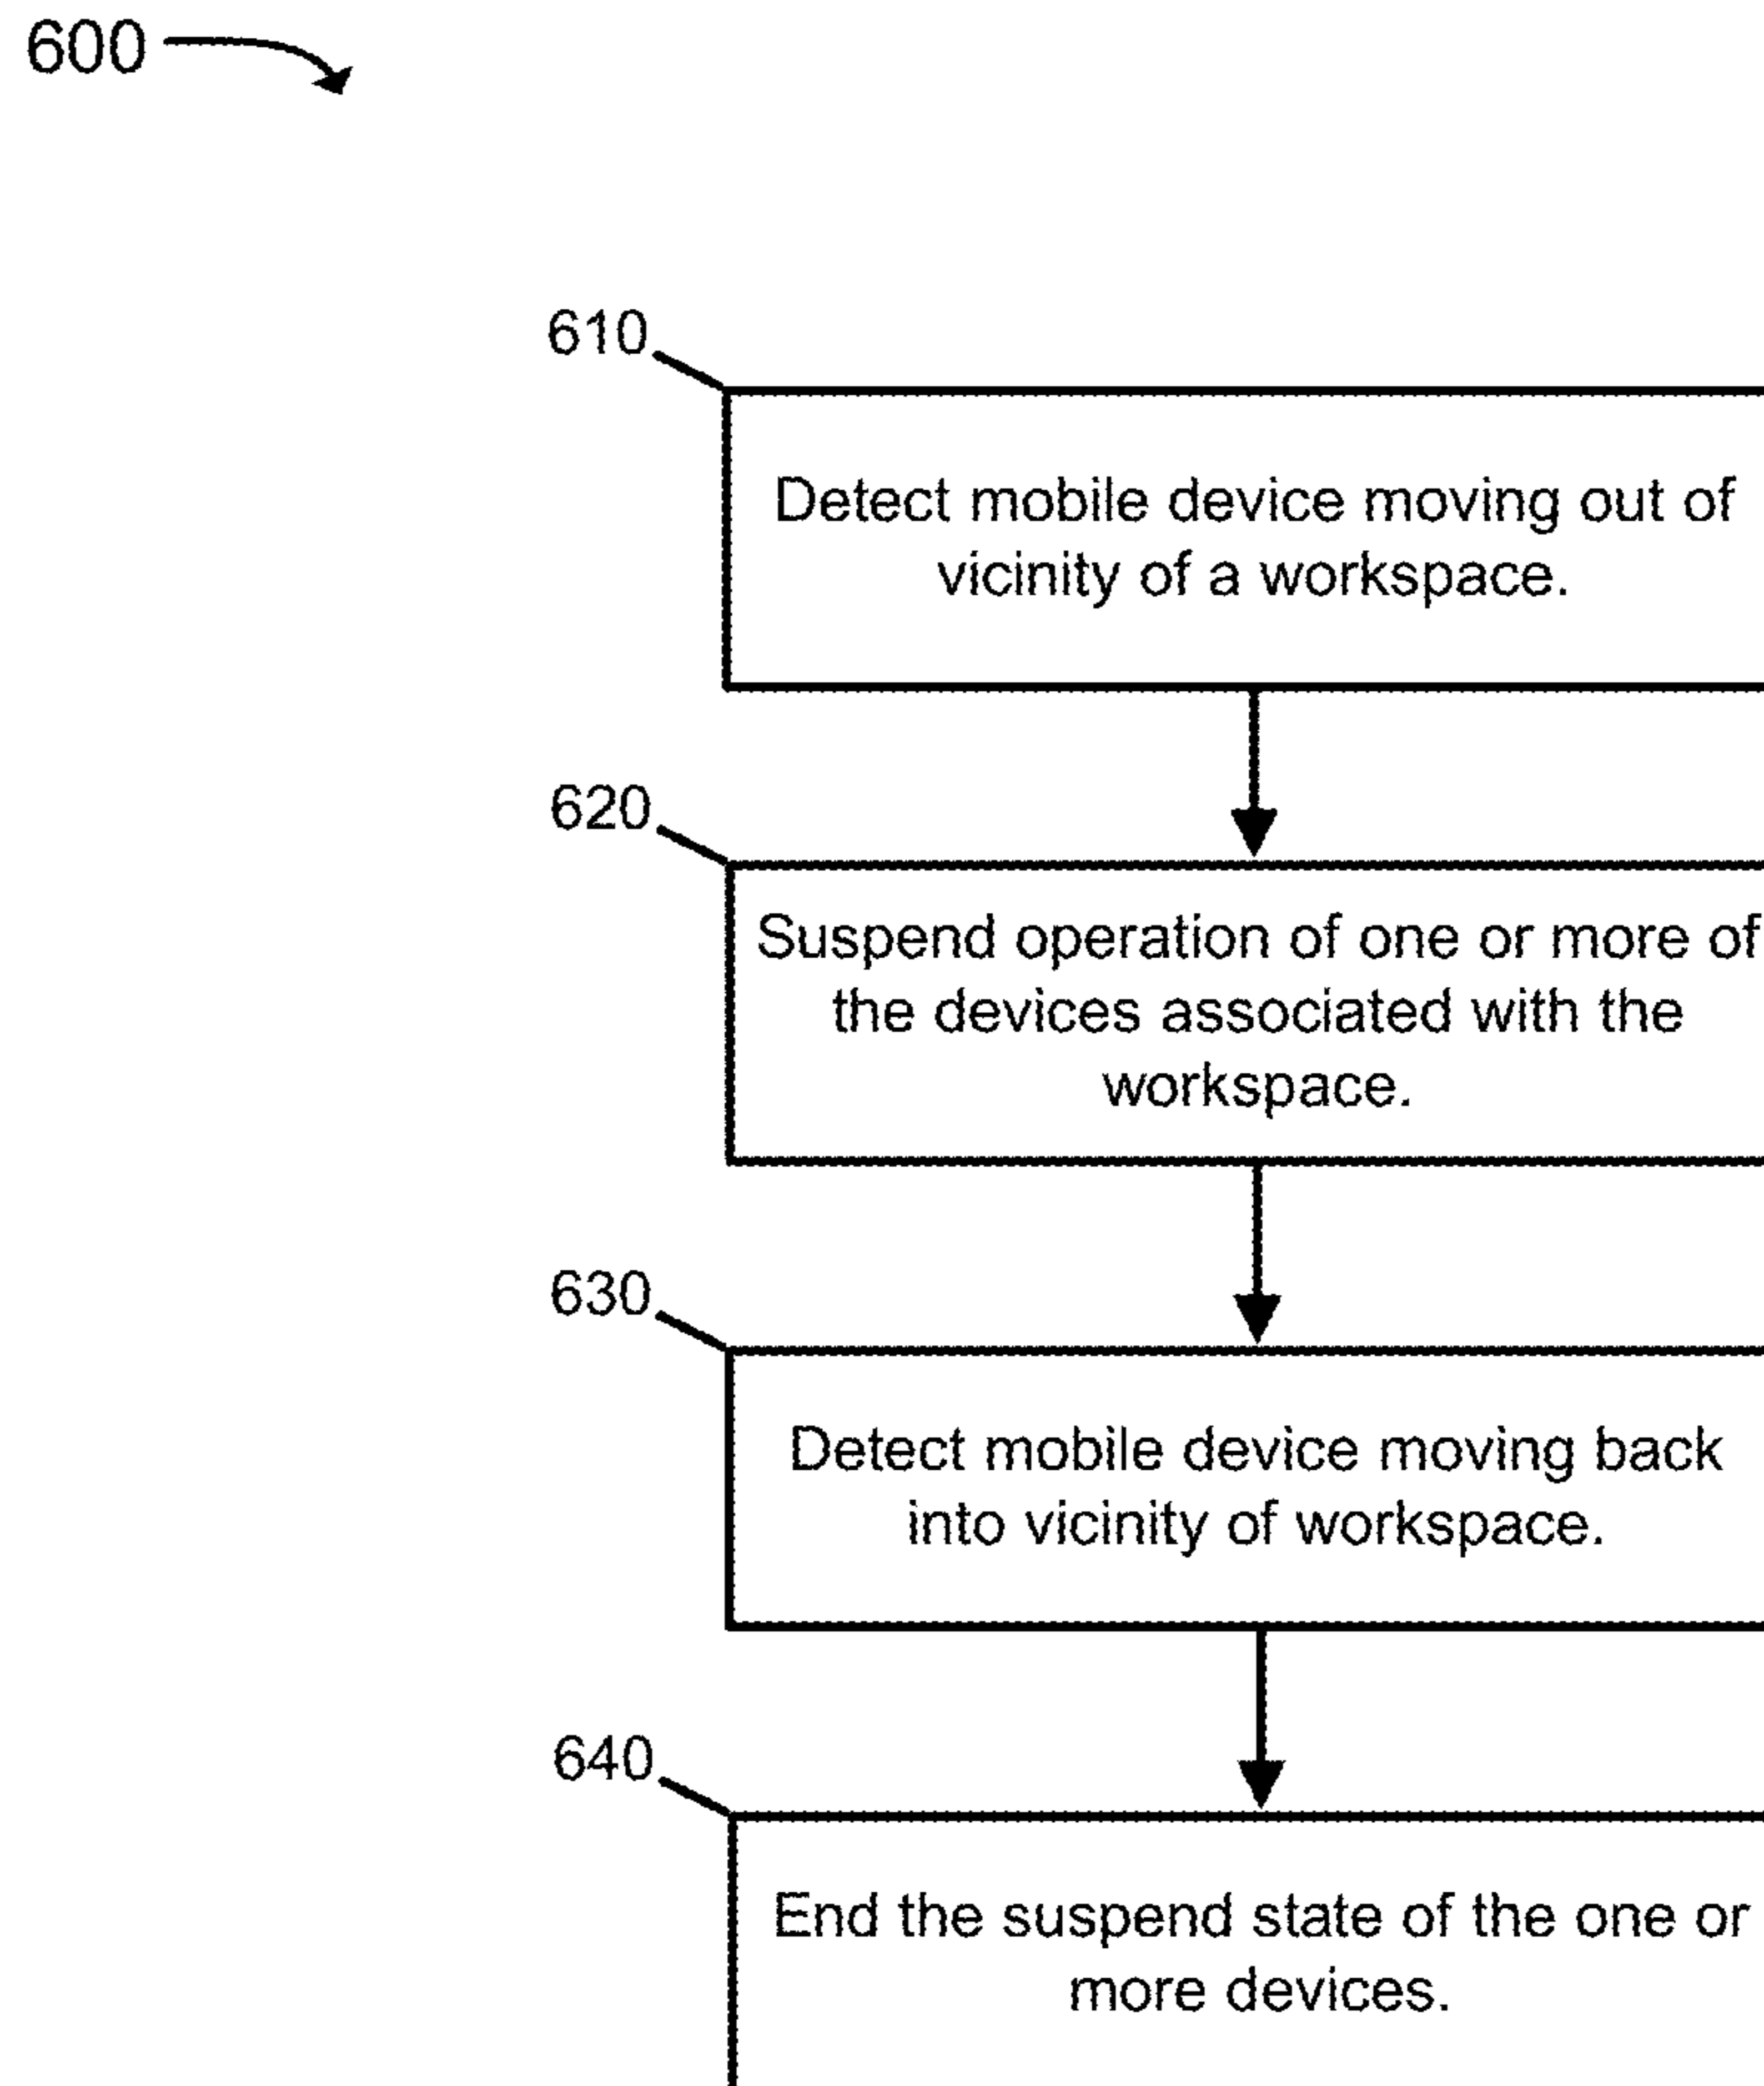 600
610
Detect mobile device moving out of
vicinity of a workspace.
620
Suspend operation of one or more of
the devices associated with the
workspace.
630
Detect mobile device moving back
into vicinity of workspace.
640
End the suspend state of the one or
more devices.